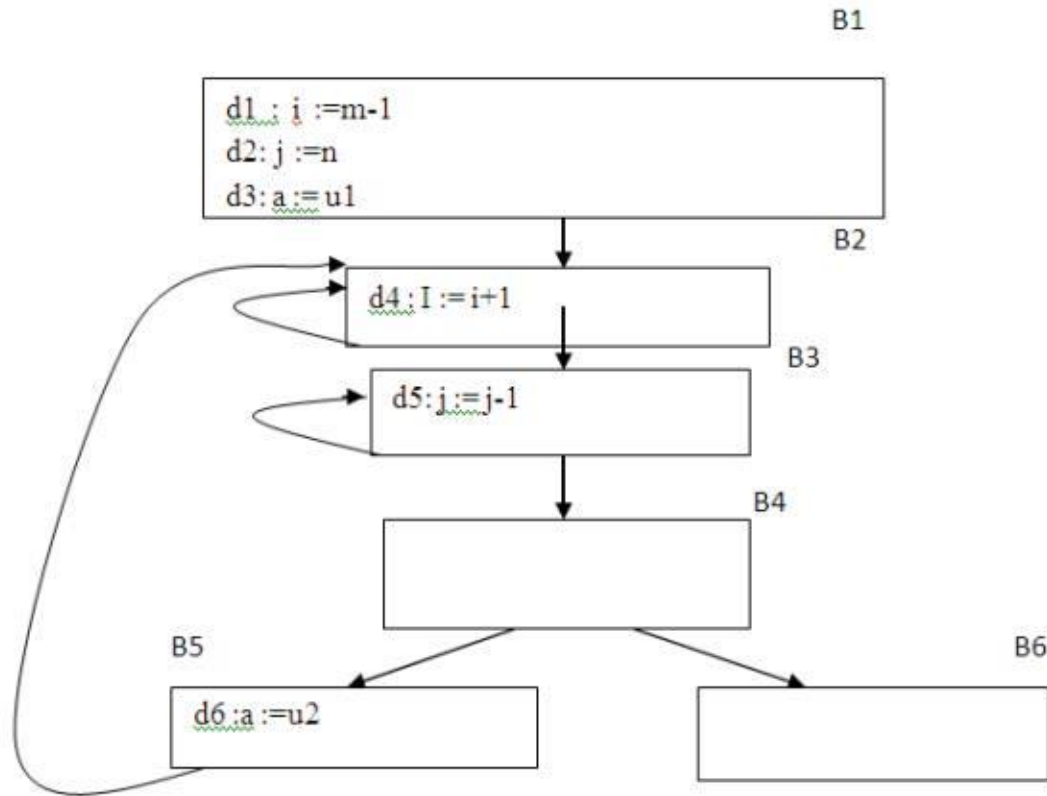 B1
d1 : i :=m-1
d2: j :=n
d3: a := u1
B2
d4 : I := i+1
B3
d5: j := j-1
B4
B5
B6
d6 :a :=u2